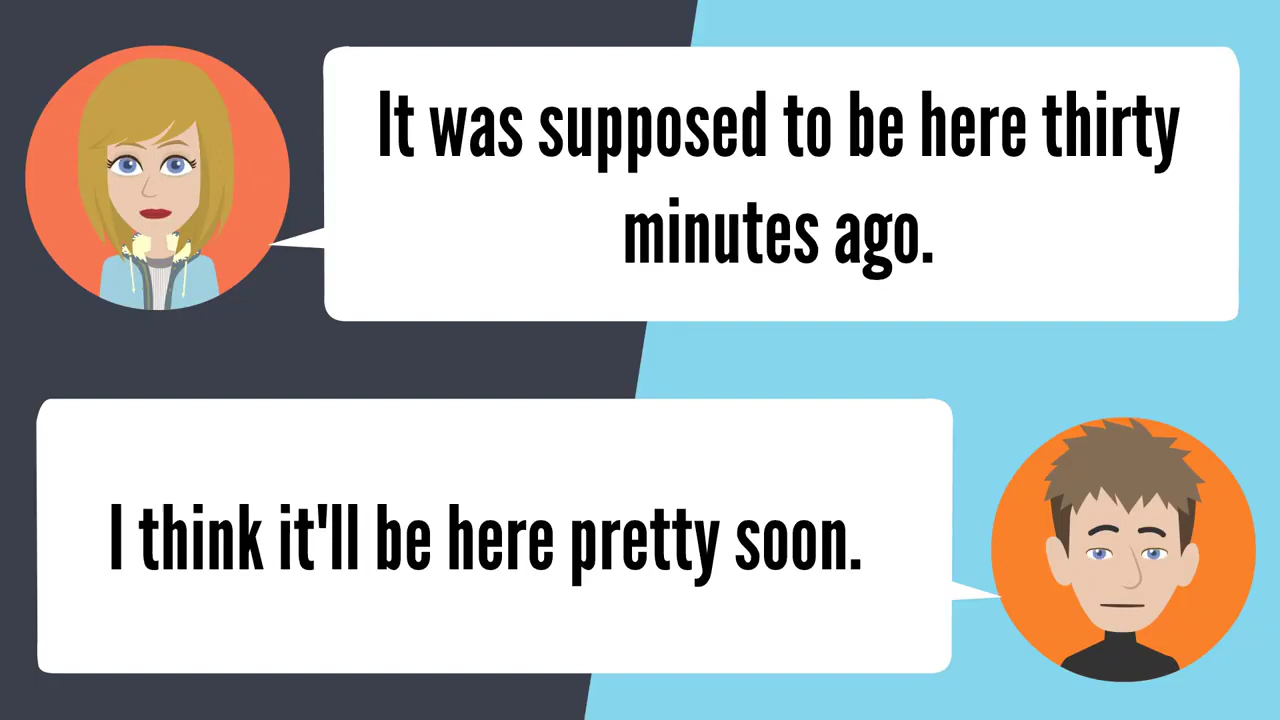 It was supposed to be here thirty
minutes ago.
I think it'll be here pretty soon.